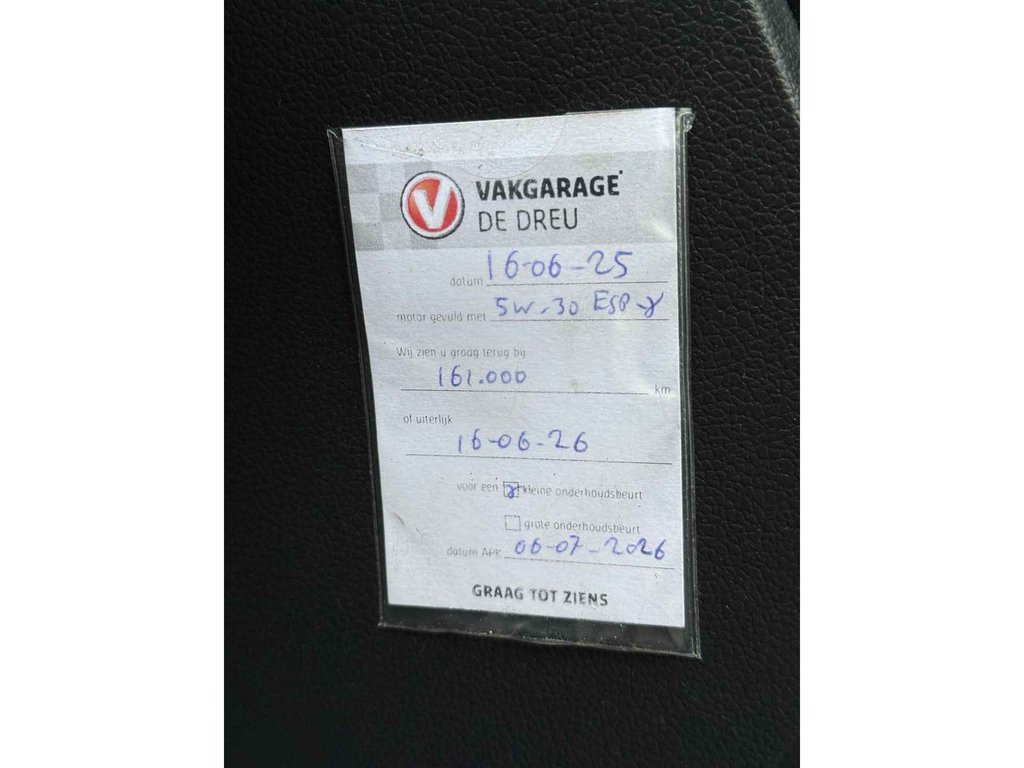 VAKGARAGE
DE DREU
datum 16-06-25
motor gevuld met 5W-30 ESP
Wij zien u graag terug bij
161.000 km
of uiterlijk
16-06-26
voor een kleine onderhoudsbeurt
grote onderhoudsbeurt
datum APK 06-07-2026
GRAAG TOT ZIENS